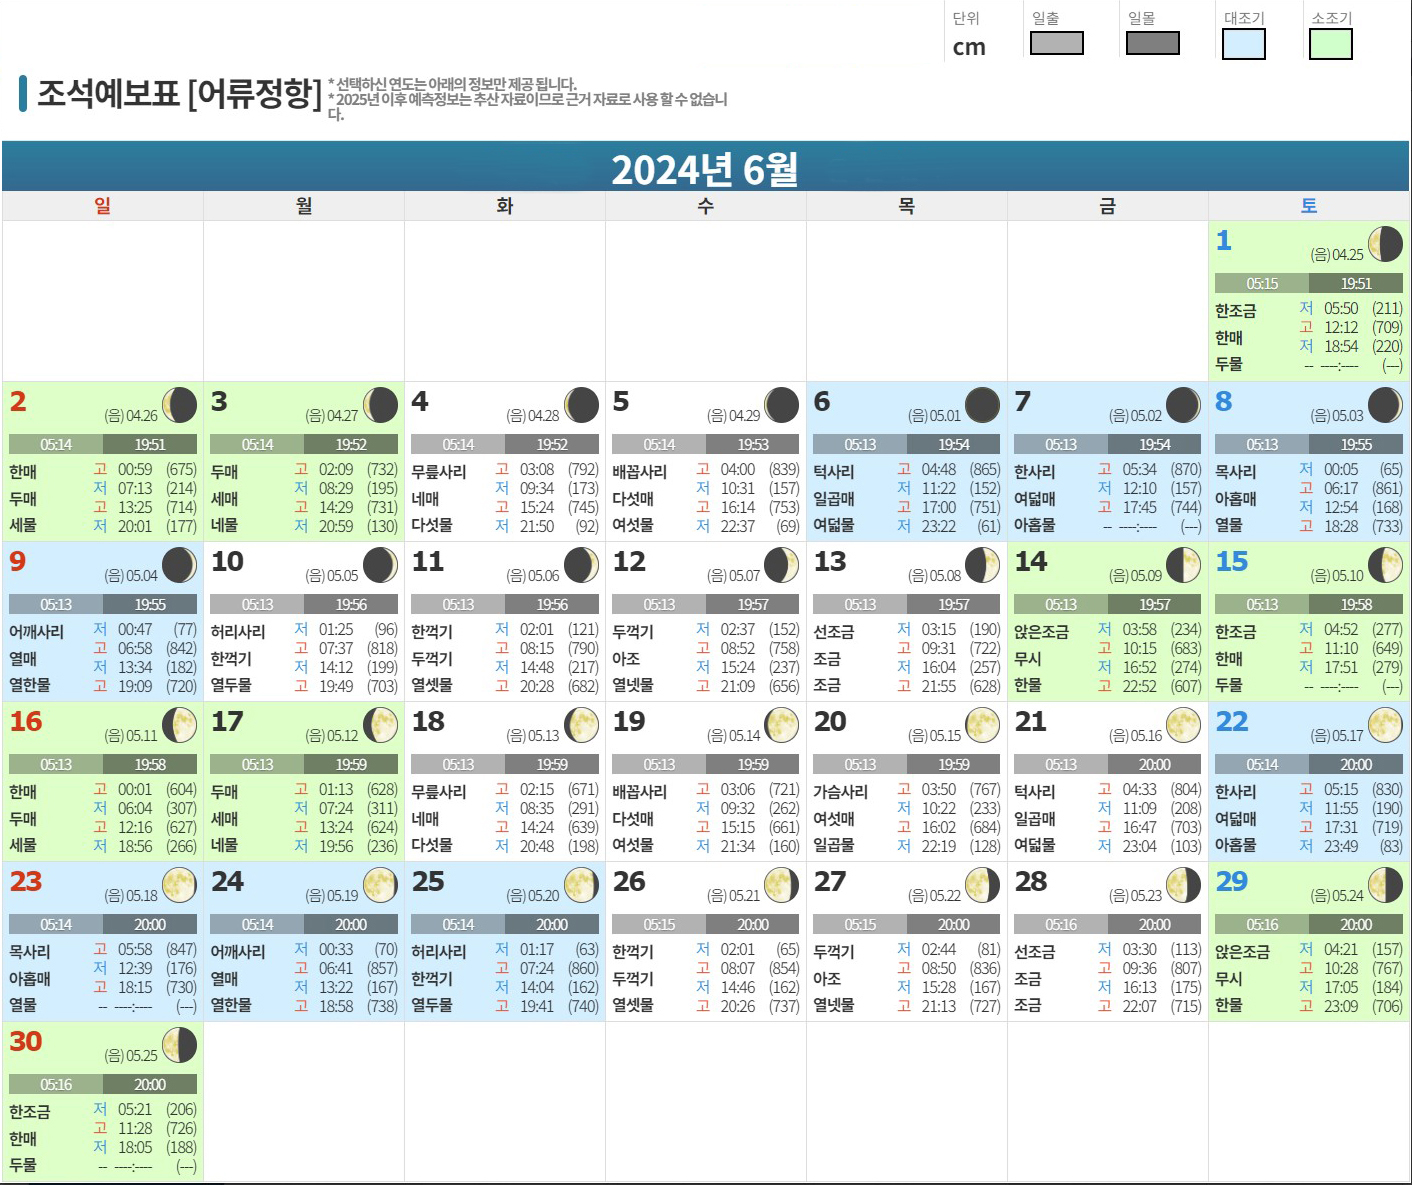 단위 일출 일몰 대조기 소조기
cm
조석예보표 [어류정항]
* 선택하신 연도는 아래의 정보만 제공 됩니다.
* 2025년 이후 예측정보는 추산 자료이므로 근거 자료로 사용 할 수 없습니
다.
2024년 6월
일 월 화 수 목 금 토
1 (음) 04.25
05:15 19:51
한조금 저 05:50 (211)
고 12:12 (709)
한매 저 18:54 (220)
두물 -- ----:---- (---)
2 (음) 04.26
05:14 19:51
한매 고 00:59 (675)
두매 저 07:13 (214)
고 13:25 (714)
세물 저 20:01 (177)
3 (음) 04.27
05:14 19:52
두매 고 02:09 (732)
세매 저 08:29 (195)
고 14:29 (731)
네물 저 20:59 (130)
4 (음) 04.28
05:14 19:52
무릎사리 고 03:08 (792)
네매 저 09:34 (173)
고 15:24 (745)
다섯물 저 21:50 (92)
5 (음) 04.29
05:14 19:53
배꼽사리 고 04:00 (839)
다섯매 저 10:31 (157)
고 16:14 (753)
여섯물 저 22:37 (69)
6 (음) 05.01
05:13 19:54
턱사리 고 04:48 (865)
일곱매 저 11:22 (152)
고 17:00 (751)
여덟물 저 23:22 (61)
7 (음) 05.02
05:13 19:54
한사리 고 05:34 (870)
여덟매 저 12:10 (157)
고 17:45 (744)
아홉물 -- ----:---- (---)
8 (음) 05.03
05:13 19:55
목사리 저 00:05 (65)
아홉매 고 06:17 (861)
저 12:54 (168)
열물 고 18:28 (733)
9 (음) 05.04
05:13 19:55
어깨사리 저 00:47 (77)
열매 고 06:58 (842)
저 13:34 (182)
열한물 고 19:09 (720)
10 (음) 05.05
05:13 19:56
허리사리 저 01:25 (96)
한꺽기 고 07:37 (818)
저 14:12 (199)
열두물 고 19:49 (703)
11 (음) 05.06
05:13 19:56
한꺽기 저 02:01 (121)
두꺽기 고 08:15 (790)
저 14:48 (217)
열셋물 고 20:28 (682)
12 (음) 05.07
05:13 19:57
두꺽기 저 02:37 (152)
아조 고 08:52 (758)
저 15:24 (237)
열넷물 고 21:09 (656)
13 (음) 05.08
05:13 19:57
선조금 저 03:15 (190)
조금 고 09:31 (722)
저 16:04 (257)
조금 고 21:55 (628)
14 (음) 05.09
05:13 19:57
앉은조금 저 03:58 (234)
무시 고 10:15 (683)
저 16:52 (274)
한물 고 22:52 (607)
15 (음) 05.10
05:13 19:58
한조금 저 04:52 (277)
한매 고 11:10 (649)
저 17:51 (279)
두물 -- ----:---- (---)
16 (음) 05.11
05:13 19:58
한매 고 00:01 (604)
두매 저 06:04 (307)
고 12:16 (627)
세물 저 18:56 (266)
17 (음) 05.12
05:13 19:59
두매 고 01:13 (628)
세매 저 07:24 (311)
고 13:24 (624)
네물 저 19:56 (236)
18 (음) 05.13
05:13 19:59
무릎사리 고 02:15 (671)
네매 저 08:35 (291)
고 14:24 (639)
다섯물 저 20:48 (198)
19 (음) 05.14
05:13 19:59
배꼽사리 고 03:06 (721)
다섯매 저 09:32 (262)
고 15:15 (661)
여섯물 저 21:34 (160)
20 (음) 05.15
05:13 19:59
가슴사리 고 03:50 (767)
여섯매 저 10:22 (233)
고 16:02 (684)
일곱물 저 22:19 (128)
21 (음) 05.16
05:13 20:00
턱사리 고 04:33 (804)
일곱매 저 11:09 (208)
고 16:47 (703)
여덟물 저 23:04 (103)
22 (음) 05.17
05:14 20:00
한사리 고 05:15 (830)
여덟매 저 11:55 (190)
고 17:31 (719)
아홉물 저 23:49 (83)
23 (음) 05.18
05:14 20:00
목사리 고 05:58 (847)
아홉매 저 12:39 (176)
고 18:15 (730)
열물 -- ----:---- (---)
24 (음) 05.19
05:14 20:00
어깨사리 저 00:33 (70)
열매 고 06:41 (857)
저 13:22 (167)
열한물 고 18:58 (738)
25 (음) 05.20
05:14 20:00
허리사리 저 01:17 (63)
한꺽기 고 07:24 (860)
저 14:04 (162)
열두물 고 19:41 (740)
26 (음) 05.21
05:15 20:00
한꺽기 저 02:01 (65)
두꺽기 고 08:07 (854)
저 14:46 (162)
열셋물 고 20:26 (737)
27 (음) 05.22
05:15 20:00
두꺽기 저 02:44 (81)
아조 고 08:50 (836)
저 15:28 (167)
열넷물 고 21:13 (727)
28 (음) 05.23
05:16 20:00
선조금 저 03:30 (113)
조금 고 09:36 (807)
저 16:13 (175)
조금 고 22:07 (715)
29 (음) 05.24
05:16 20:00
앉은조금 저 04:21 (157)
무시 고 10:28 (767)
저 17:05 (184)
한물 고 23:09 (706)
30 (음) 05.25
05:16 20:00
한조금 저 05:21 (206)
한매 고 11:28 (726)
저 18:05 (188)
두물 -- ----:---- (---)